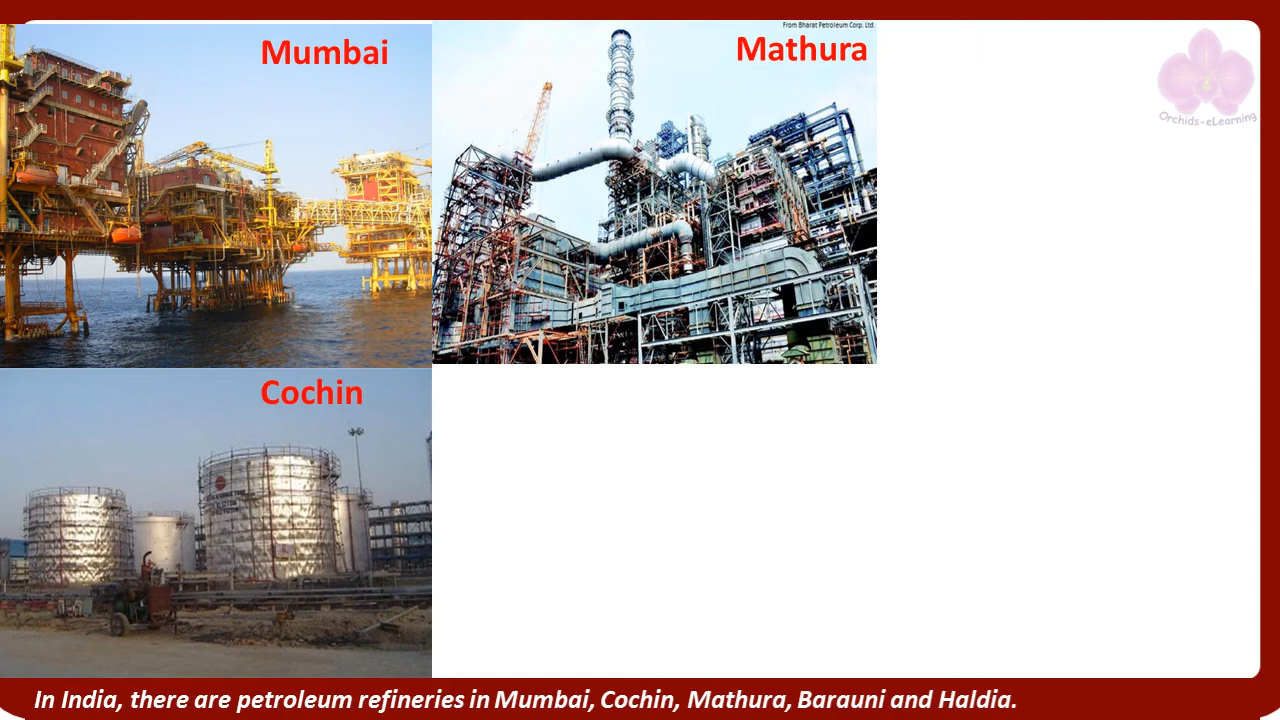 Mumbai
From Bharat Petroleum Corp. Ltd.
Mathura
Orchids-eLearning
Cochin
In India, there are petroleum refineries in Mumbai, Cochin, Mathura, Barauni and Haldia.